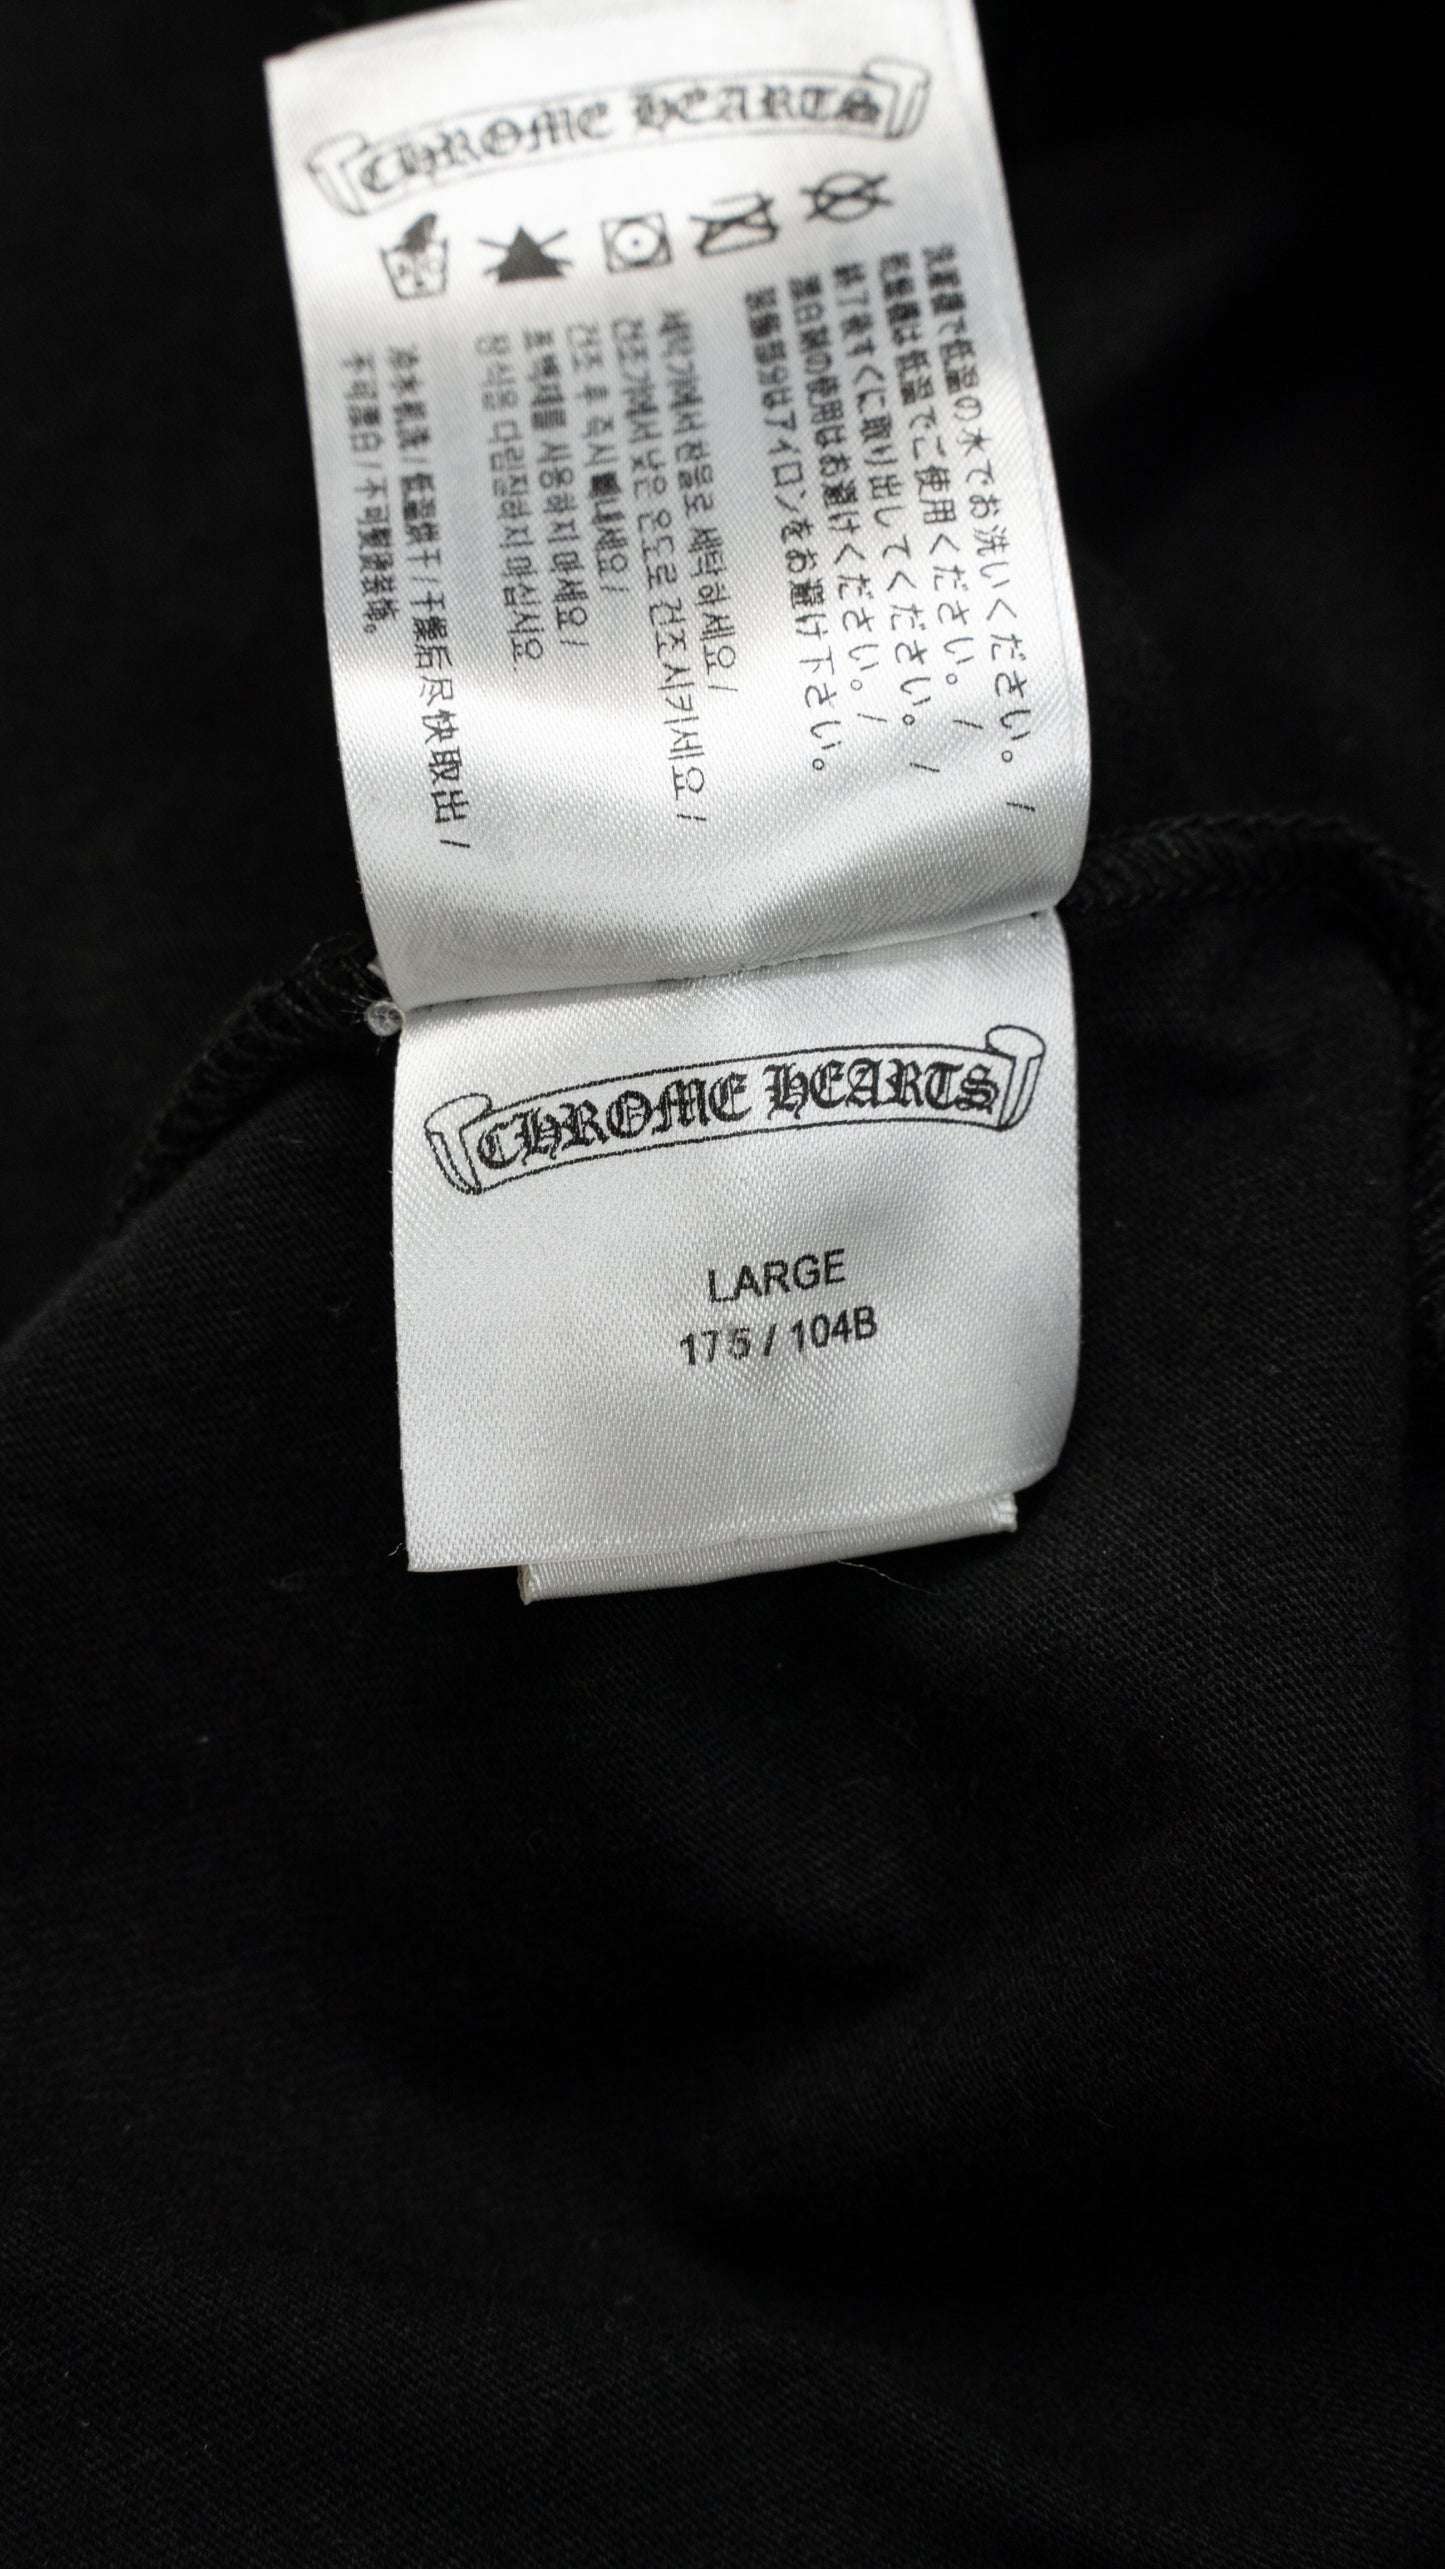 CHROME HEARTS
洗濯機で低温の水でお洗いください。 /
乾燥機は低温でご使用ください。 /
終了後すぐに取り出してください。 /
漂白剤の使用はお避けください。 /
装飾部分はアイロンをお避け下さい。
세탁기에서 찬물로 세탁하세요 /
건조기에서 낮은 온도로 건조시키세요 /
건조 후 즉시 빼내세요 /
표백제를 사용하지 마세요 /
장식을 다림질하지 마십시요
冷水机洗 / 低温烘干 / 干燥后尽快取出 /
不可漂白 / 不可熨烫装饰。
CHROME HEARTS
LARGE
175 / 104B